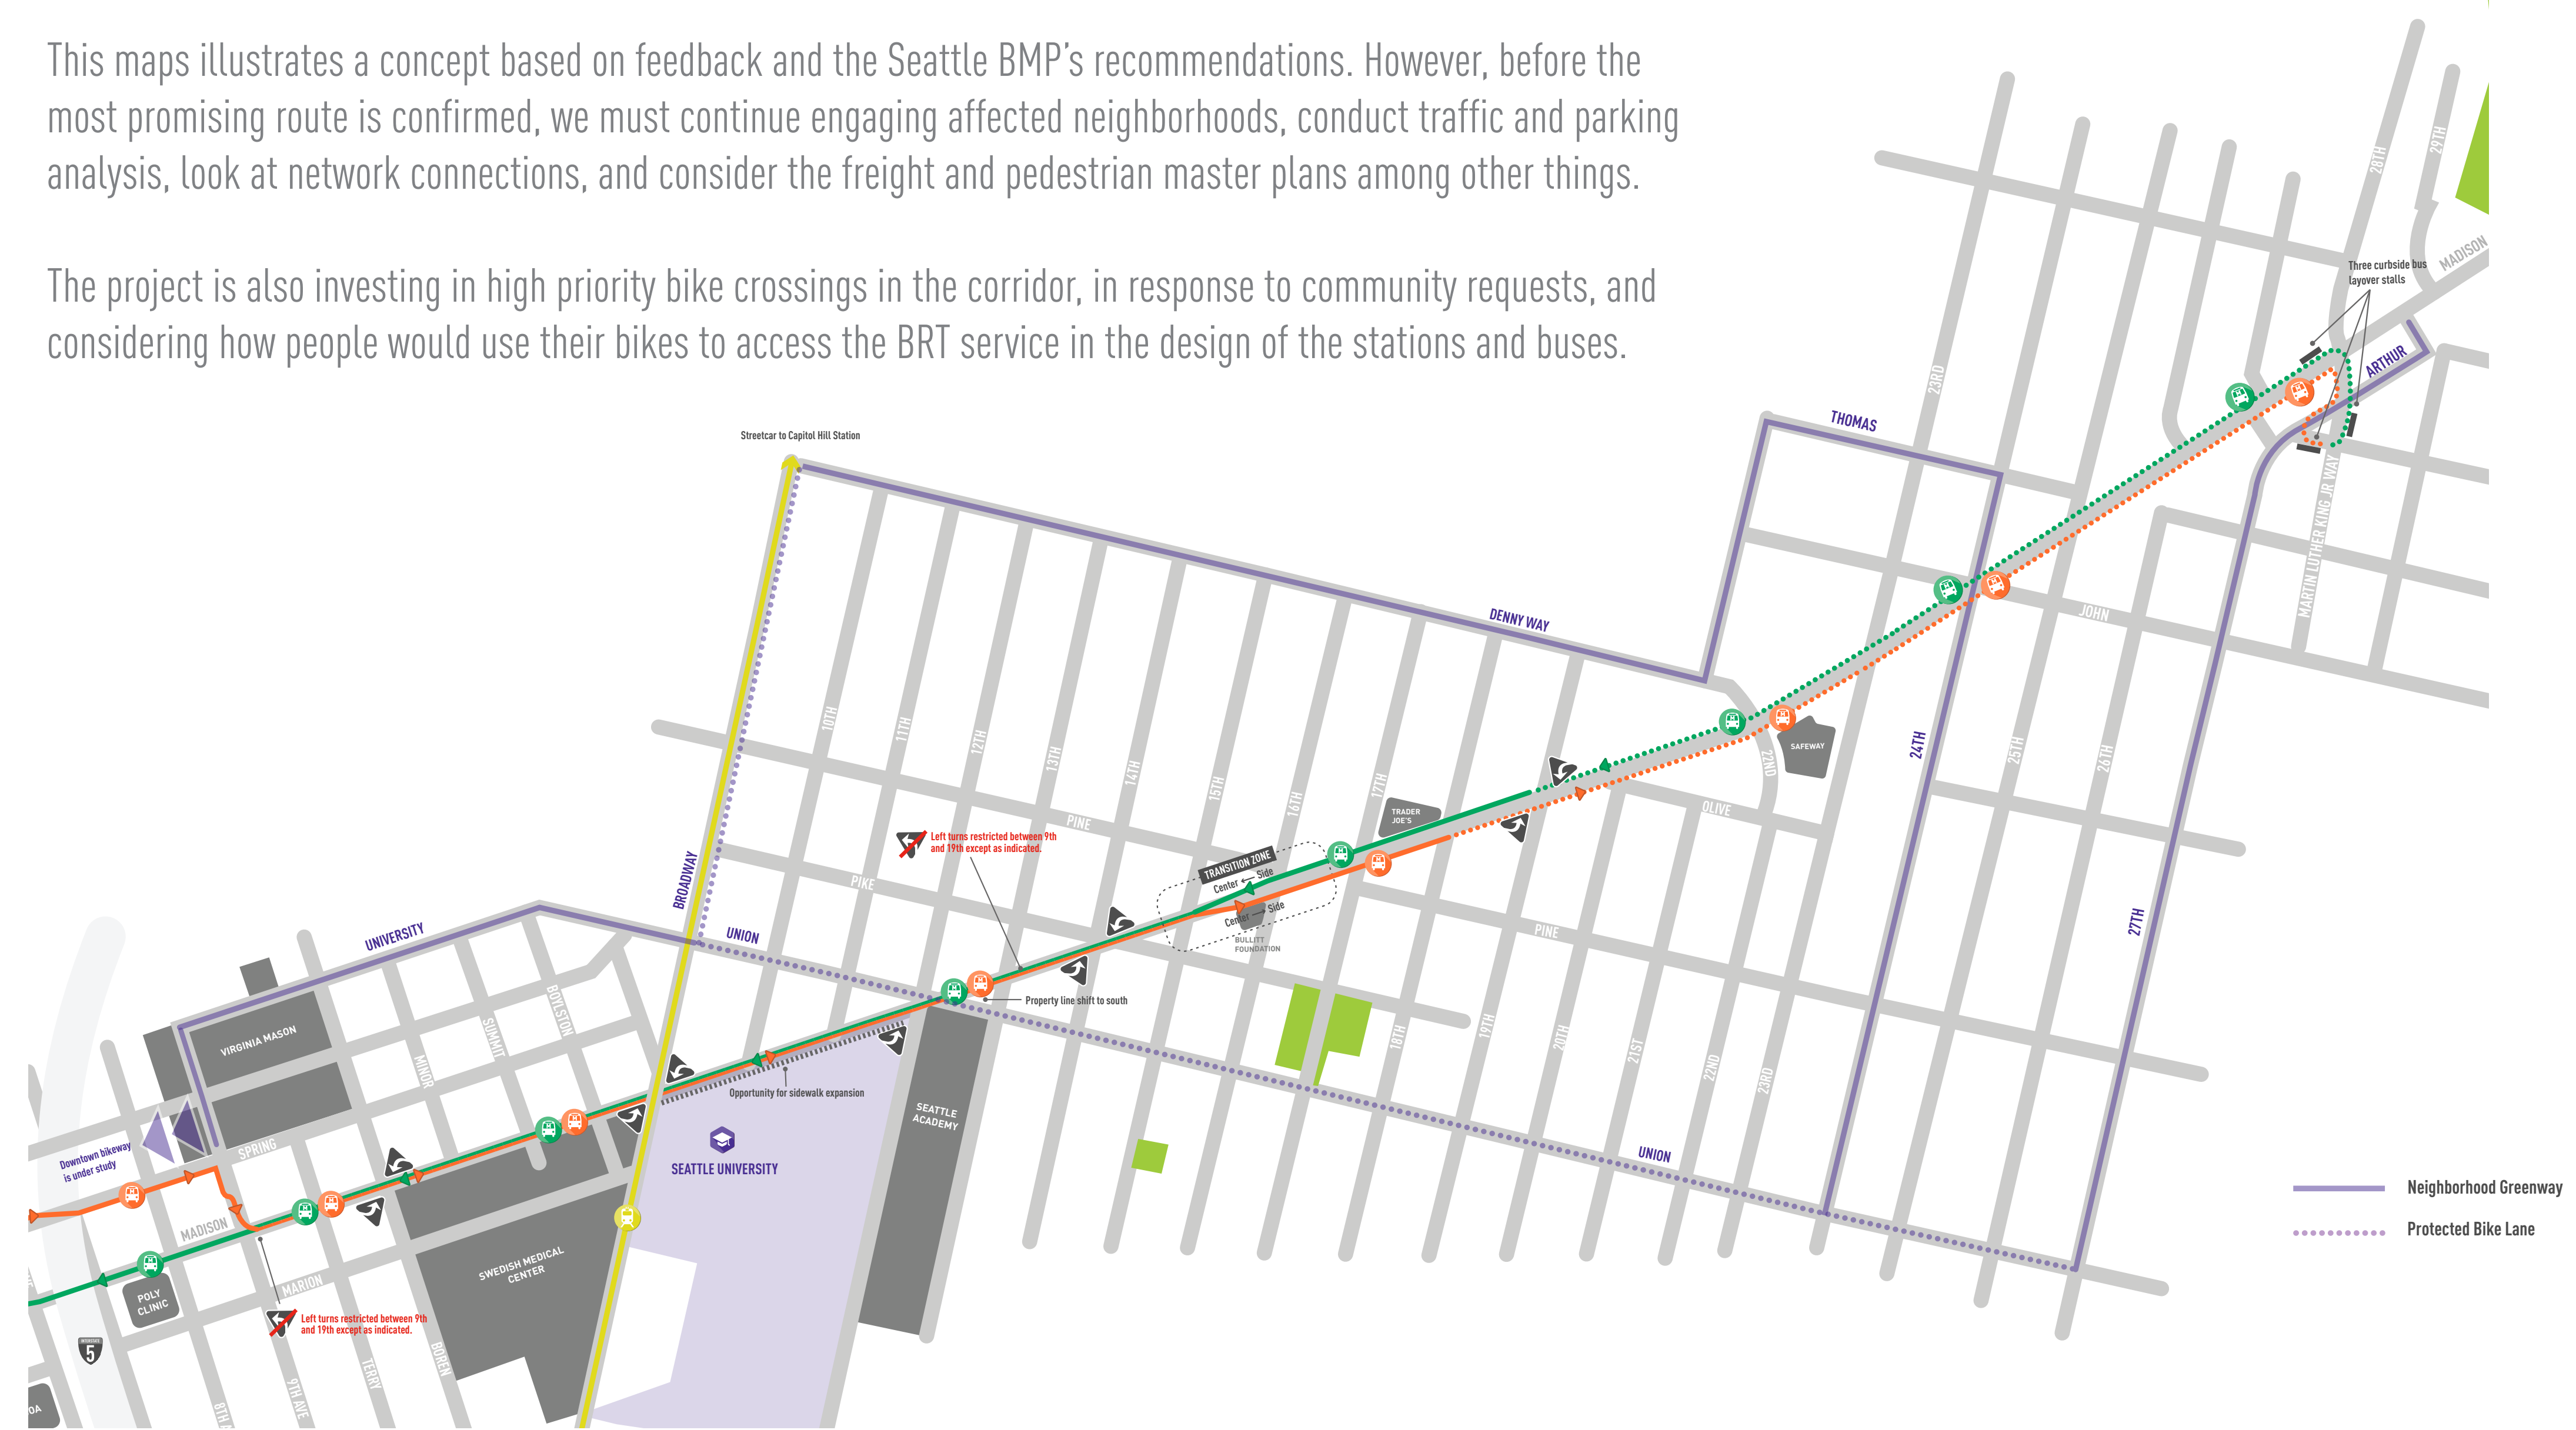 This maps illustrates a concept based on feedback and the Seattle BMP's recommendations. However, before the
most promising route is confirmed, we must continue engaging affected neighborhoods, conduct traffic and parking
analysis, look at network connections, and consider the freight and pedestrian master plans among other things.
The project is also investing in high priority bike crossings in the corridor, in response to community requests, and
considering how people would use their bikes to access the BRT service in the design of the stations and buses.
28TH
29TH
MADISON
Three curbside bus
layover stalls
ARTHUR
23RD
THOMAS
Streetcar to Capitol Hill Station
MARTIN LUTHER KING JR WAY
JOHN
DENNY WAY
10TH
11TH
12TH
13TH
14TH
15TH
16TH
17TH
22ND
SAFEWAY
24TH
25TH
26TH
27TH
OLIVE
TRADER
JOE'S
PINE
PIKE
BROADWAY
Left turns restricted between 9th
and 19th except as indicated.
TRANSITION ZONE
Center ← Side
Center → Side
BULLITT
FOUNDATION
PINE
UNIVERSITY
UNION
Property line shift to south
BOYLSTON
SUMMIT
MINOR
VIRGINIA MASON
18TH
19TH
20TH
21ST
22ND
23RD
Opportunity for sidewalk expansion
SEATTLE
ACADEMY
SEATTLE UNIVERSITY
UNION
Downtown bikeway
is under study
SPRING
MADISON
MARION
SWEDISH MEDICAL
CENTER
POLY
CLINIC
Left turns restricted between 9th
and 19th except as indicated.
INTERSTATE
5
BOREN
TERRY
9TH AVE
8TH A
OA
Neighborhood Greenway
Protected Bike Lane